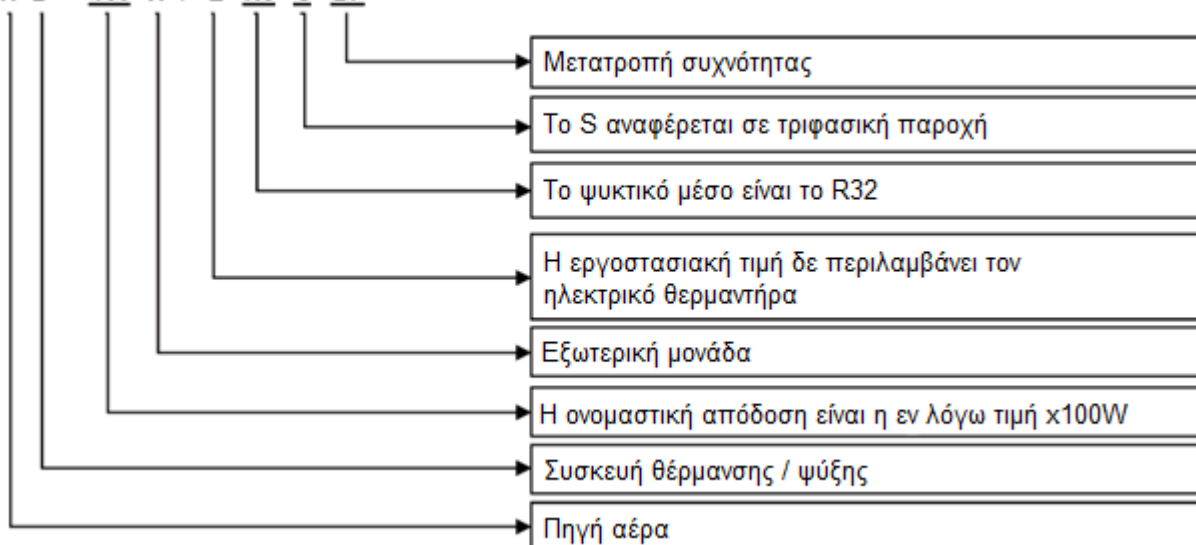 Μετατροπή συχνότητας
Το S αναφέρεται σε τριφασική παροχή
Το ψυκτικό μέσο είναι το R32
Η εργοστασιακή τιμή δε περιλαμβάνει τον
ηλεκτρικό θερμαντήρα
Εξωτερική μονάδα
Η ονομαστική απόδοση είναι η εν λόγω τιμή x100W
Συσκευή θέρμανσης / ψύξης
Πηγή αέρα